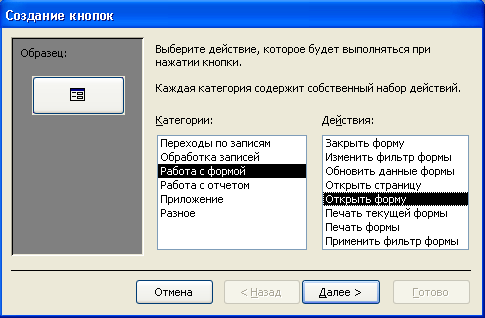 Создание кнопок
Образец:
Выберите действие, которое будет выполняться при
нажатии кнопки.
Каждая категория содержит собственный набор действий.
Категории:
Переходы по записям
Обработка записей
Работа с формой
Работа с отчетом
Приложение
Разное
Действия:
Закрыть форму
Изменить фильтр формы
Обновить данные формы
Открыть страницу
Открыть форму
Печать текущей формы
Печать формы
Применить фильтр формы
Отмена
< Назад
Далее >
Готово